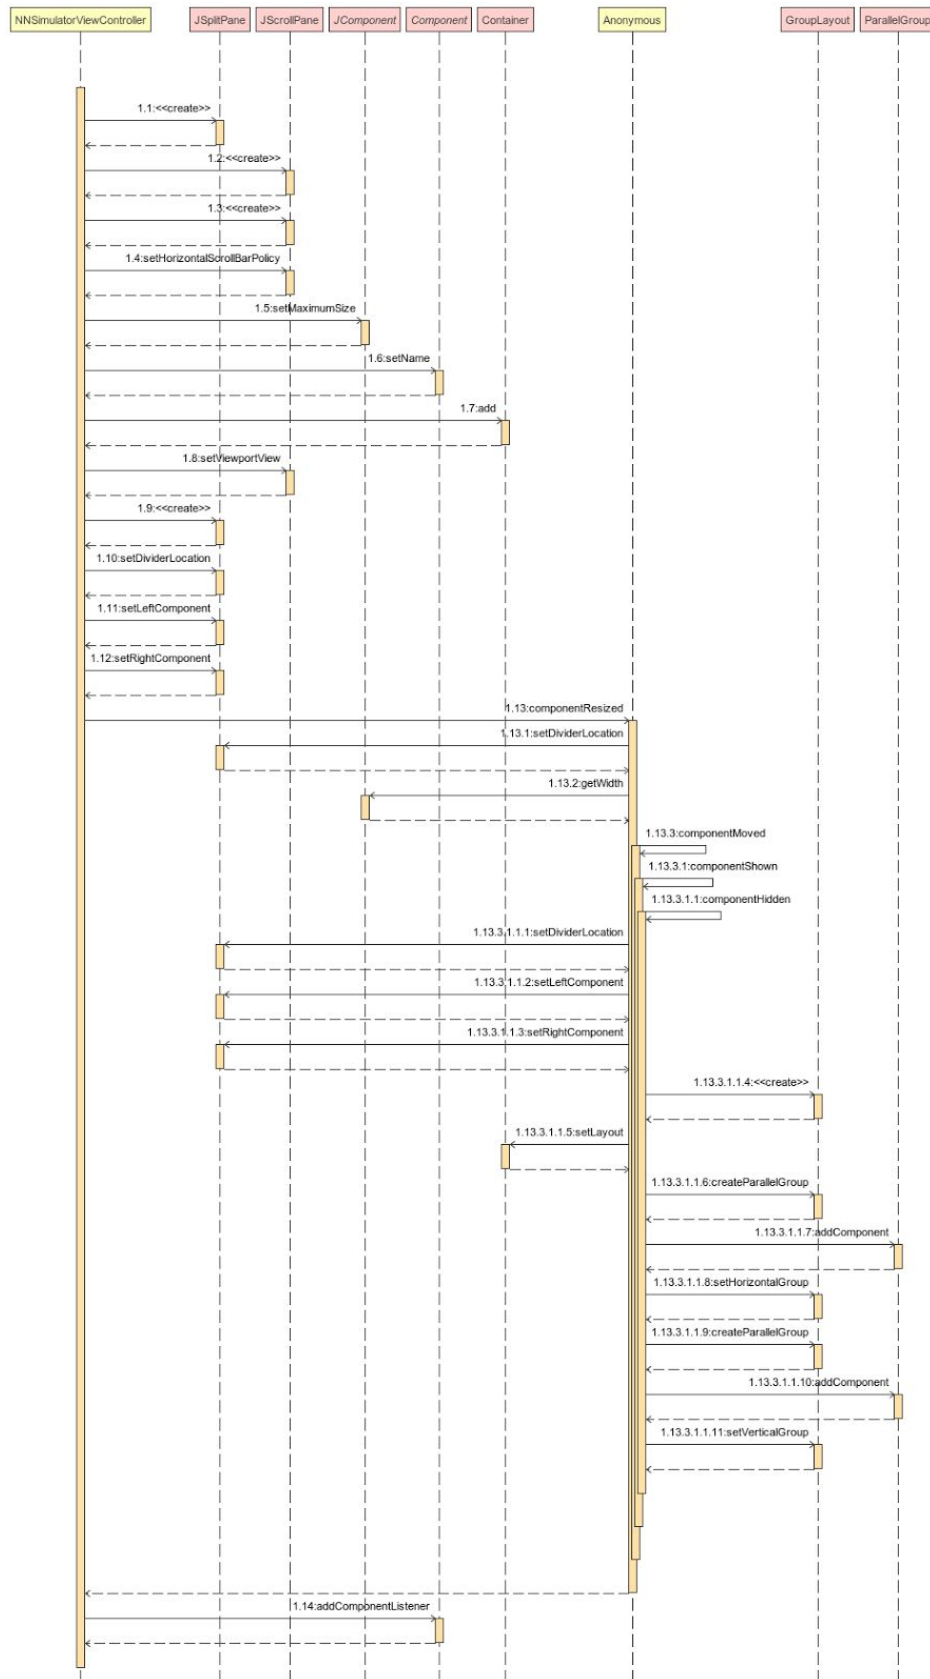 NNSimulatorViewController
JSplitPane
JScrollPane
JComponent
Component
Container
Anonymous
GroupLayout
ParallelGroup
1.1:<<create>>
1.2:<<create>>
1.3:<<create>>
1.4:setHorizontalScrollBarPolicy
1.5:setMaximumSize
1.6:setName
1.7:add
1.8:setViewportView
1.9:<<create>>
1.10:setDividerLocation
1.11:setLeftComponent
1.12:setRightComponent
1.13:componentResized
1.13.1:setDividerLocation
1.13.2:getWidth
1.13.3:componentMoved
1.13.3.1:componentShown
1.13.3.1.1:componentHidden
1.13.3.1.1.1:setDividerLocation
1.13.3.1.1.2:setLeftComponent
1.13.3.1.1.3:setRightComponent
1.13.3.1.1.4:<<create>>
1.13.3.1.1.5:setLayout
1.13.3.1.1.6:createParallelGroup
1.13.3.1.1.7:addComponent
1.13.3.1.1.8:setHorizontalGroup
1.13.3.1.1.9:createParallelGroup
1.13.3.1.1.10:addComponent
1.13.3.1.1.11:setVerticalGroup
1.14:addComponentListener